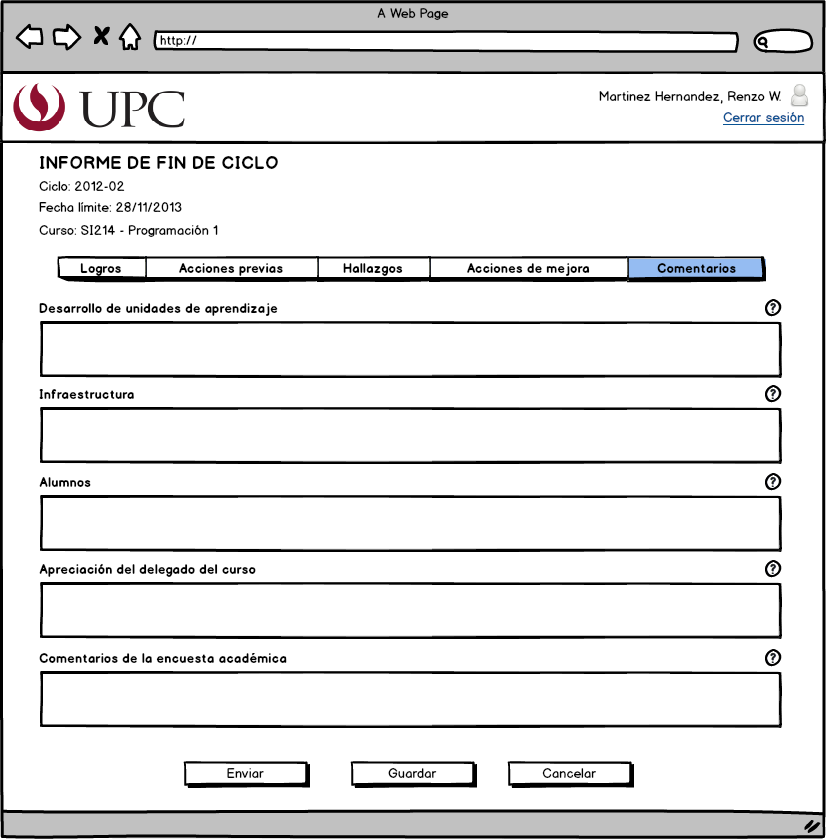 A Web Page
http://
UPC
Martinez Hernandez, Renzo W.
Cerrar sesión
INFORME DE FIN DE CICLO
Ciclo: 2012-02
Fecha límite: 28/11/2013
Curso: SI214 - Programación 1
Logros Acciones previas Hallazgos Acciones de mejora Comentarios
Desarrollo de unidades de aprendizaje ?
Infraestructura ?
Alumnos ?
Apreciación del delegado del curso ?
Comentarios de la encuesta académica ?
Enviar Guardar Cancelar